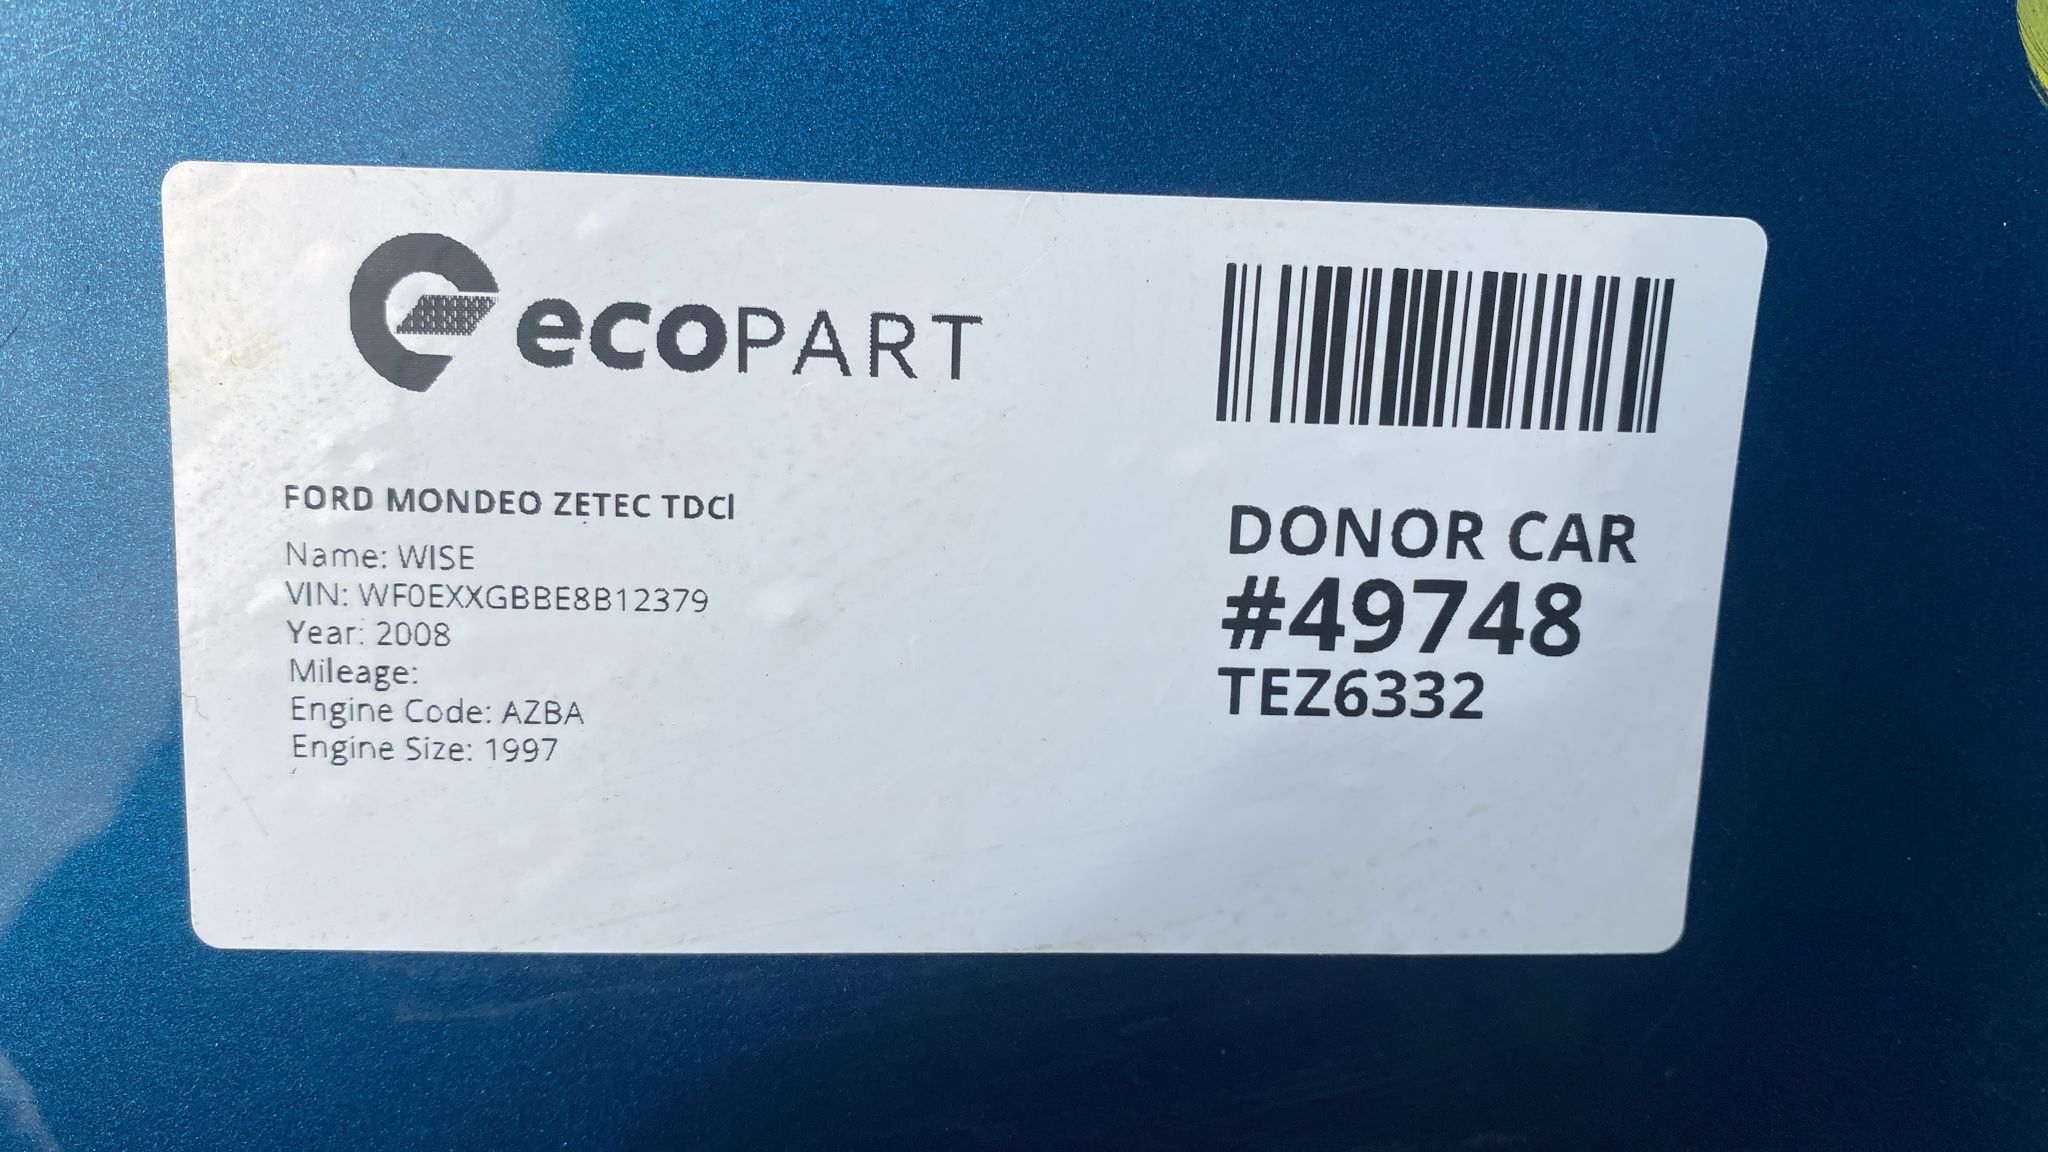 ecoPART
FORD MONDEO ZETEC TDCl
Name: WISE
VIN: WF0EXXGBBE8B12379
Year: 2008
Mileage:
Engine Code: AZBA
Engine Size: 1997
DONOR CAR
#49748
TEZ6332